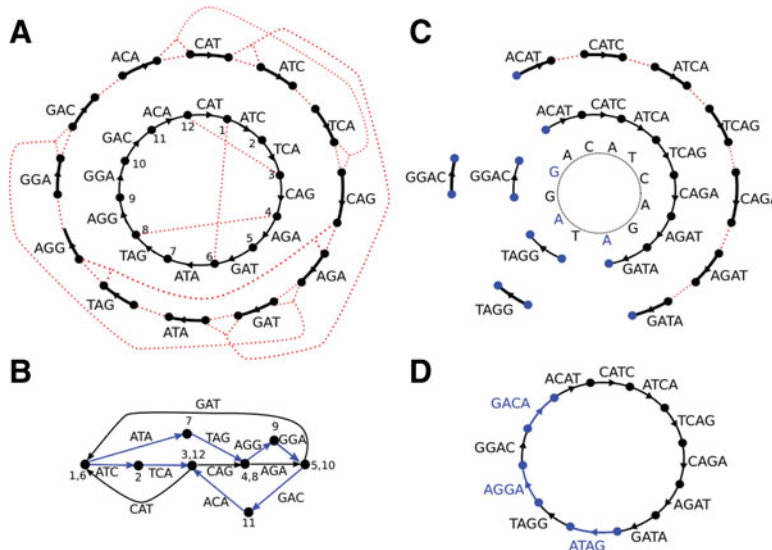 A
ACA
CAT
ATC
TCA
CAG
AGA
GAT
ATA
TAG
AGG
GGA
GAC
ACA
CAT
ATC
TCA
CAG
AGA
GAT
ATA
TAG
AGG
GGA
GAC
12
1
2
3
4
5
6
7
8
9
10
11
B
GAT
7
9
ATA
TAG
AGG
GGA
3,12
1,6
ATC
2
TCA
CAG
4,8
AGA
5,10
CAT
ACA
GAC
11
C
ACAT
CATC
ATCA
TCAG
CAGA
AGAT
GATA
TAGG
GGAC
ACAT
CATC
ATCA
TCAG
CAGA
AGAT
GATA
TAGG
GGAC
G A C A T C A G A T A G
D
ACAT
CATC
ATCA
TCAG
CAGA
AGAT
GATA
ATAG
TAGG
AGGA
GGAC
GACA